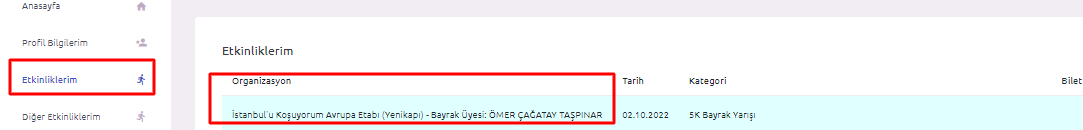 Anasayfa
Profil Bilgilerim
Etkinliklerim
Diğer Etkinliklerim
Etkinliklerim
Organizasyon Tarih Kategori Bilet
İstanbul'u Koşuyorum Avrupa Etabı (Yenikapı) - Bayrak Üyesi: ÖMER ÇAĞATAY TAŞPINAR 02.10.2022 5K Bayrak Yarışı